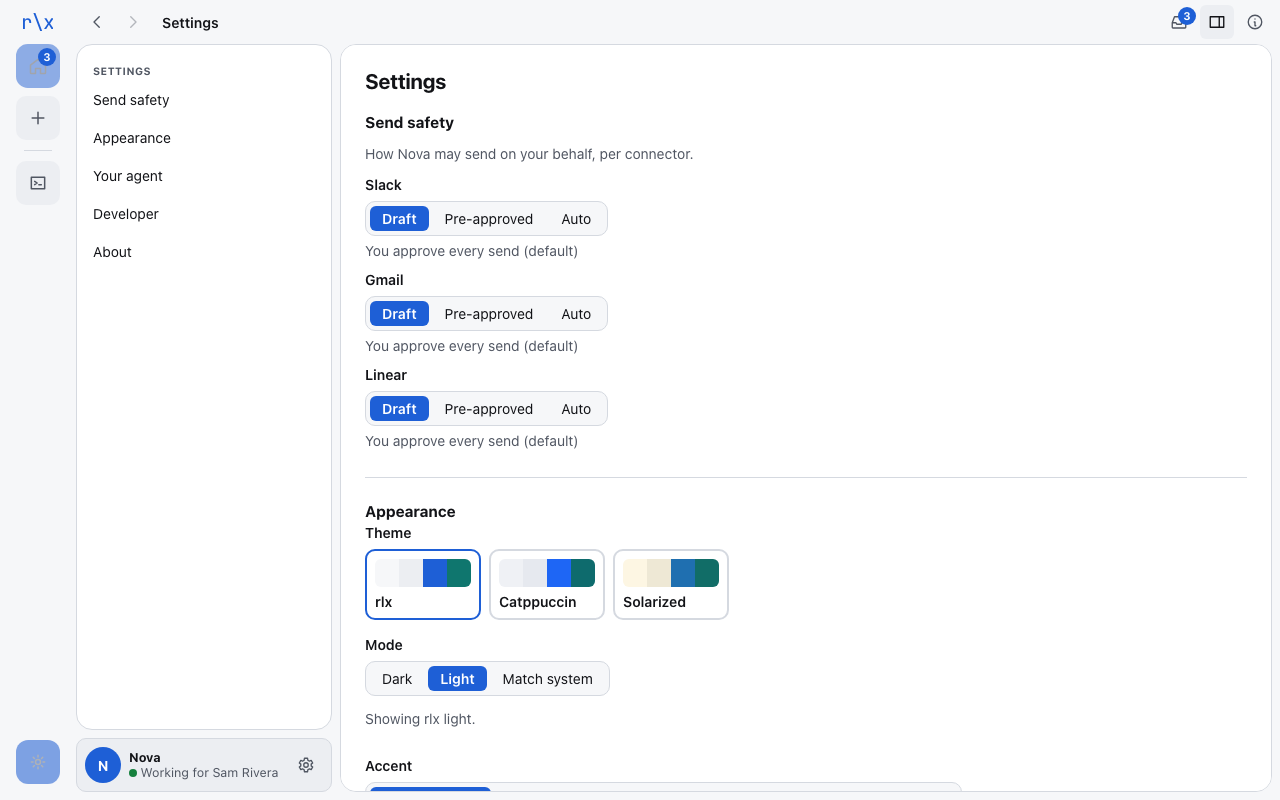 r\x
Settings
3
3
SETTINGS
Send safety
Appearance
Your agent
Developer
About
Nova
Working for Sam Rivera
N
Settings
Send safety
How Nova may send on your behalf, per connector.
Slack
Draft Pre-approved Auto
You approve every send (default)
Gmail
Draft Pre-approved Auto
You approve every send (default)
Linear
Draft Pre-approved Auto
You approve every send (default)
Appearance
Theme
rlx Catppuccin Solarized
Mode
Dark Light Match system
Showing rlx light.
Accent